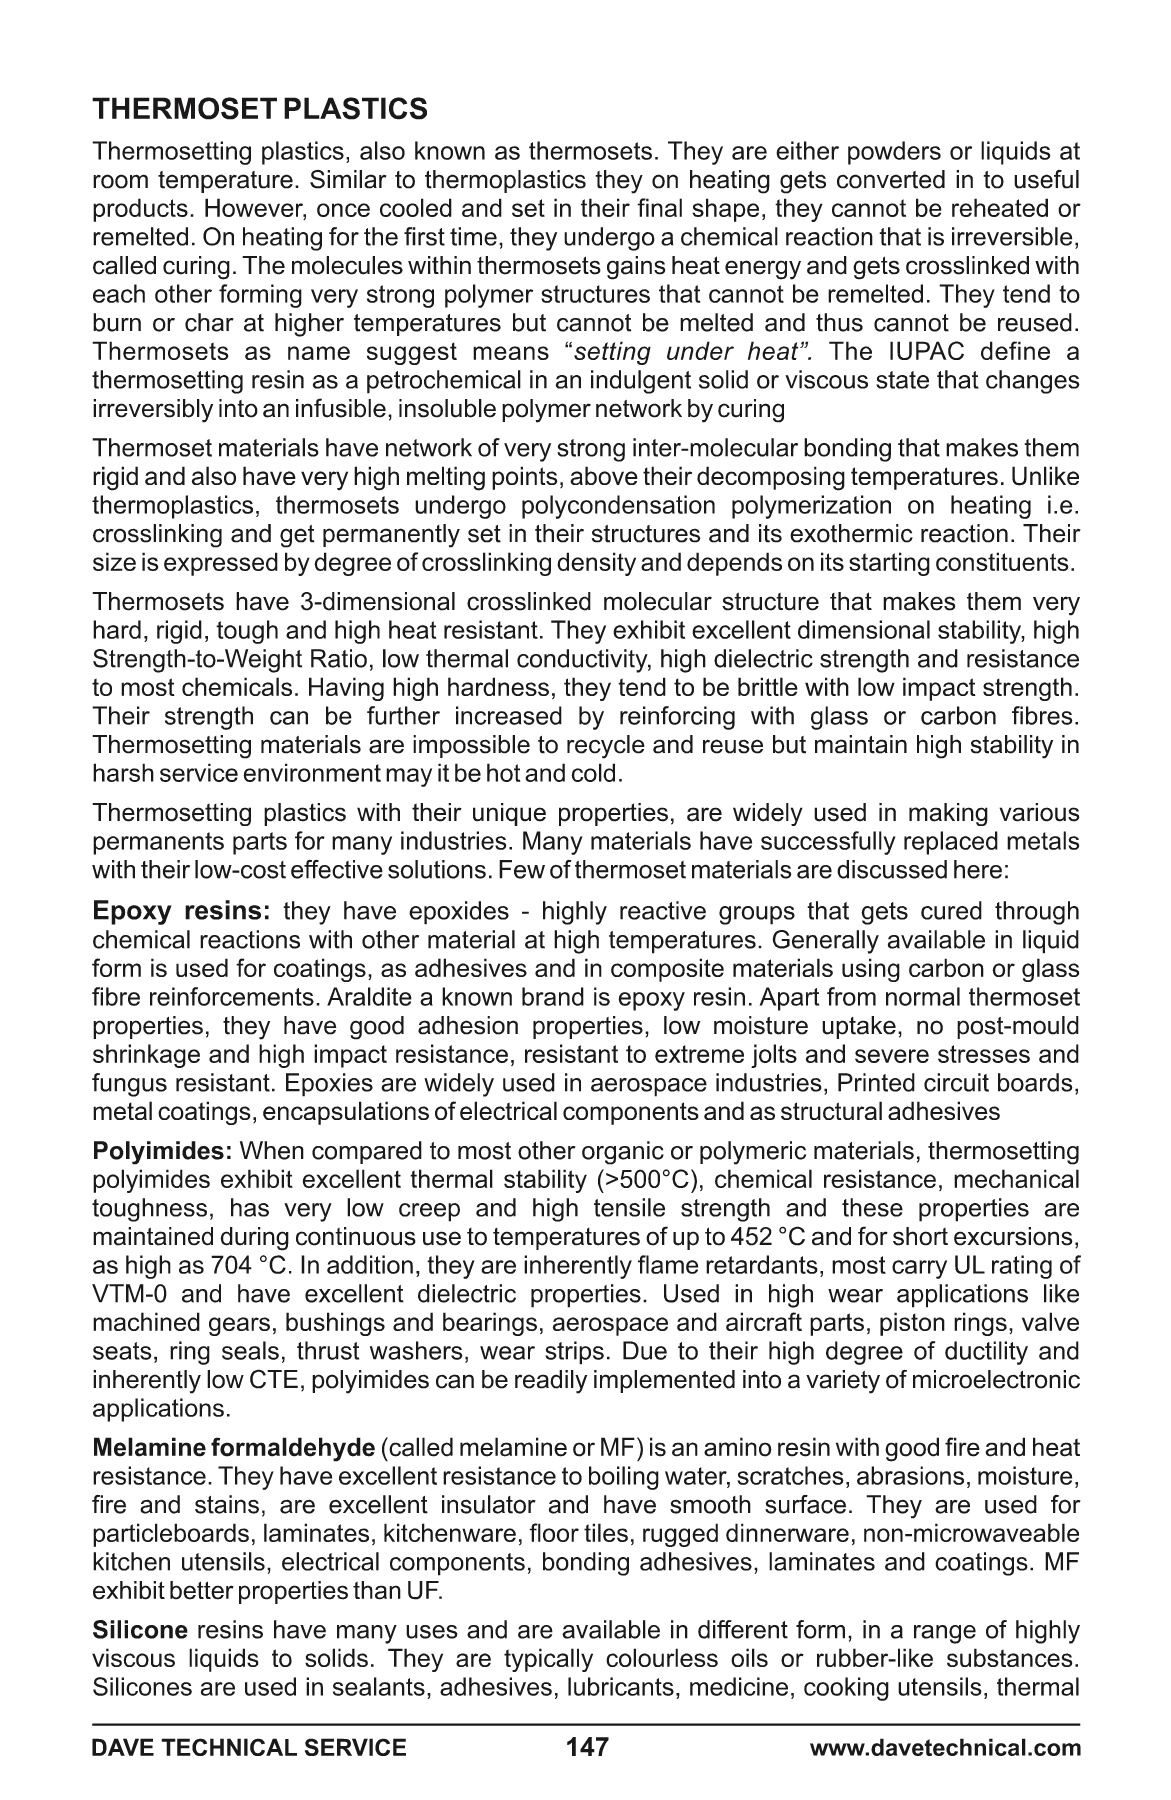 THERMOSET PLASTICS
Thermosetting plastics, also known as thermosets. They are either powders or liquids at
room temperature. Similar to thermoplastics they on heating gets converted in to useful
products. However, once cooled and set in their final shape, they cannot be reheated or
remelted. On heating for the first time, they undergo a chemical reaction that is irreversible,
called curing. The molecules within thermosets gains heat energy and gets crosslinked with
each other forming very strong polymer structures that cannot be remelted. They tend to
burn or char at higher temperatures but cannot be melted and thus cannot be reused.
Thermosets as name suggest means “setting under heat”. The IUPAC define a
thermosetting resin as a petrochemical in an indulgent solid or viscous state that changes
irreversibly into an infusible, insoluble polymer network by curing
Thermoset materials have network of very strong inter-molecular bonding that makes them
rigid and also have very high melting points, above their decomposing temperatures. Unlike
thermoplastics, thermosets undergo polycondensation polymerization on heating i.e.
crosslinking and get permanently set in their structures and its exothermic reaction. Their
size is expressed by degree of crosslinking density and depends on its starting constituents.
Thermosets have 3-dimensional crosslinked molecular structure that makes them very
hard, rigid, tough and high heat resistant. They exhibit excellent dimensional stability, high
Strength-to-Weight Ratio, low thermal conductivity, high dielectric strength and resistance
to most chemicals. Having high hardness, they tend to be brittle with low impact strength.
Their strength can be further increased by reinforcing with glass or carbon fibres.
Thermosetting materials are impossible to recycle and reuse but maintain high stability in
harsh service environment may it be hot and cold.
Thermosetting plastics with their unique properties, are widely used in making various
permanents parts for many industries. Many materials have successfully replaced metals
with their low-cost effective solutions. Few of thermoset materials are discussed here:
Epoxy resins: they have epoxides - highly reactive groups that gets cured through
chemical reactions with other material at high temperatures. Generally available in liquid
form is used for coatings, as adhesives and in composite materials using carbon or glass
fibre reinforcements. Araldite a known brand is epoxy resin. Apart from normal thermoset
properties, they have good adhesion properties, low moisture uptake, no post-mould
shrinkage and high impact resistance, resistant to extreme jolts and severe stresses and
fungus resistant. Epoxies are widely used in aerospace industries, Printed circuit boards,
metal coatings, encapsulations of electrical components and as structural adhesives
Polyimides: When compared to most other organic or polymeric materials, thermosetting
polyimides exhibit excellent thermal stability (>500°C), chemical resistance, mechanical
toughness, has very low creep and high tensile strength and these properties are
maintained during continuous use to temperatures of up to 452 °C and for short excursions,
as high as 704 °C. In addition, they are inherently flame retardants, most carry UL rating of
VTM-0 and have excellent dielectric properties. Used in high wear applications like
machined gears, bushings and bearings, aerospace and aircraft parts, piston rings, valve
seats, ring seals, thrust washers, wear strips. Due to their high degree of ductility and
inherently low CTE, polyimides can be readily implemented into a variety of microelectronic
applications.
Melamine formaldehyde (called melamine or MF) is an amino resin with good fire and heat
resistance. They have excellent resistance to boiling water, scratches, abrasions, moisture,
fire and stains, are excellent insulator and have smooth surface. They are used for
particleboards, laminates, kitchenware, floor tiles, rugged dinnerware, non-microwaveable
kitchen utensils, electrical components, bonding adhesives, laminates and coatings. MF
exhibit better properties than UF.
Silicone resins have many uses and are available in different form, in a range of highly
viscous liquids to solids. They are typically colourless oils or rubber-like substances.
Silicones are used in sealants, adhesives, lubricants, medicine, cooking utensils, thermal
DAVE TECHNICAL SERVICE 147 www.davetechnical.com